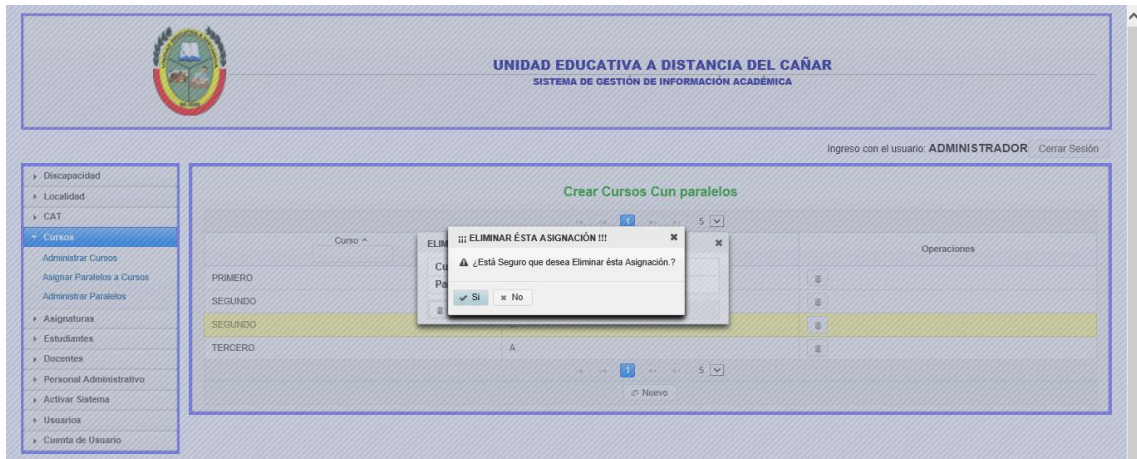 UNIDAD EDUCATIVA A DISTANCIA DEL CAÑAR
SISTEMA DE GESTIÓN DE INFORMACIÓN ACADÉMICA
Ingreso con el usuario: ADMINISTRADOR Cerrar Sesión
Discapacidad
Localidad
CAT
Cursos
Administrar Cursos
Asignar Paralelos a Cursos
Administrar Paralelos
Asignaturas
Estudiantes
Docentes
Personal Administrativo
Activar Sistema
Usuarios
Cuenta de Usuario
Crear Cursos Cun paralelos
1 5
Curso Operaciones
ELIM
Cu
Pa
¡¡¡ ELIMINAR ÉSTA ASIGNACIÓN !!!
¿Está Seguro que desea Eliminar ésta Asignación.?
Si No
PRIMERO
SEGUNDO
SEGUNDO
TERCERO A
1 5
Nuevo